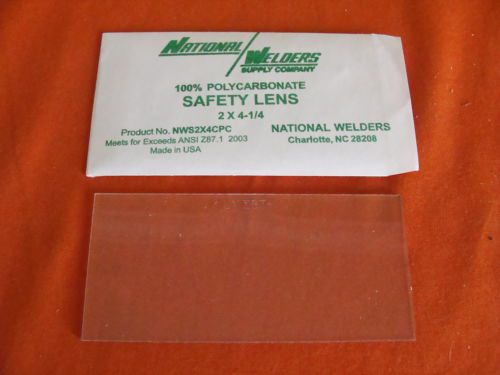 NATIONAL / WELDERS
SUPPLY COMPANY
100% POLYCARBONATE
SAFETY LENS
2 X 4-1/4
Product No. NWS2X4CPC
Meets for Exceeds ANSI Z87.1 2003
Made in USA
NATIONAL WELDERS
Charlotte, NC 28208